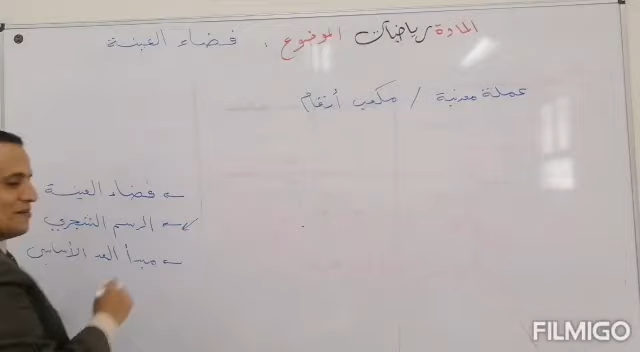 المادة رياضيات الموضوع : فضاء العينة
عملة معدنية / مكعب أرقام
فضاء العينة
الرسم الشجري
مبدأ العد الأساسي
FILMIGO